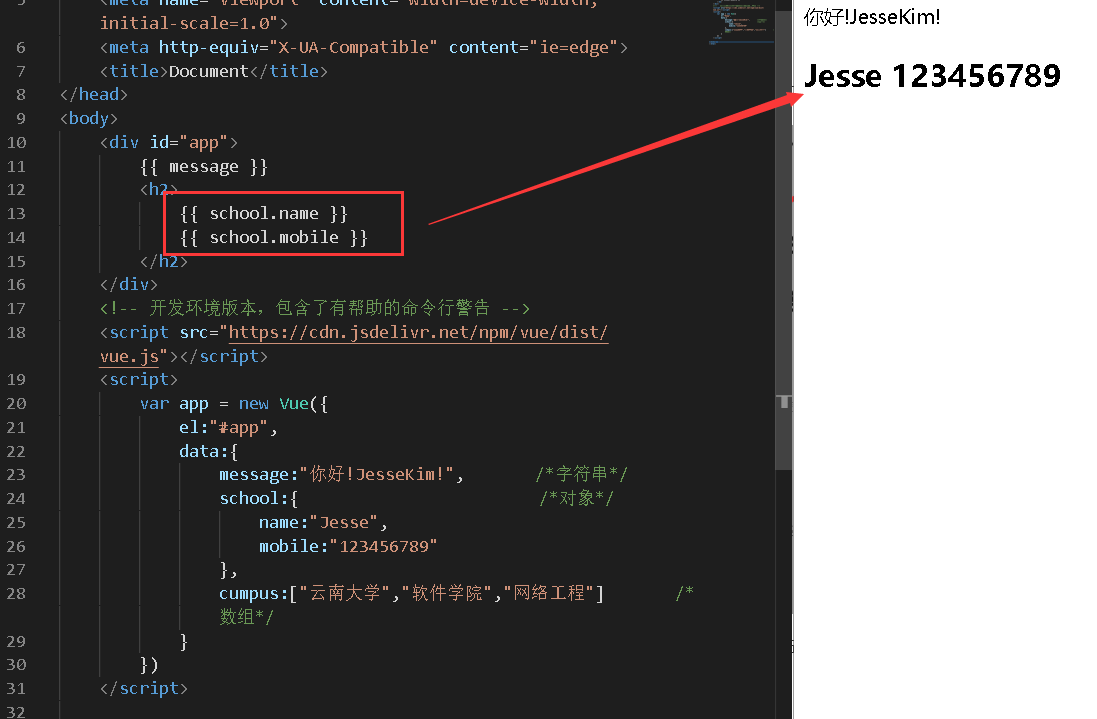 5 <meta name="viewport" content="width=device-width,
initial-scale=1.0">
6 <meta http-equiv="X-UA-Compatible" content="ie=edge">
7 <title>Document</title>
8 </head>
9 <body>
10 <div id="app">
11 {{ message }}
12 <h2>
13 {{ school.name }}
14 {{ school.mobile }}
15 </h2>
16 </div>
17 <!-- 开发环境版本，包含了有帮助的命令行警告 -->
18 <script src="https://cdn.jsdelivr.net/npm/vue/dist/
vue.js"></script>
19 <script>
20 var app = new Vue({
21 el:"#app",
22 data:{
23 message:"你好!JesseKim!", /*字符串*/
24 school:{ /*对象*/
25 name:"Jesse",
26 mobile:"123456789"
27 },
28 cumpus:["云南大学","软件学院","网络工程"] /*
数组*/
29 }
30 })
31 </script>
32
你好!JesseKim!
Jesse 123456789